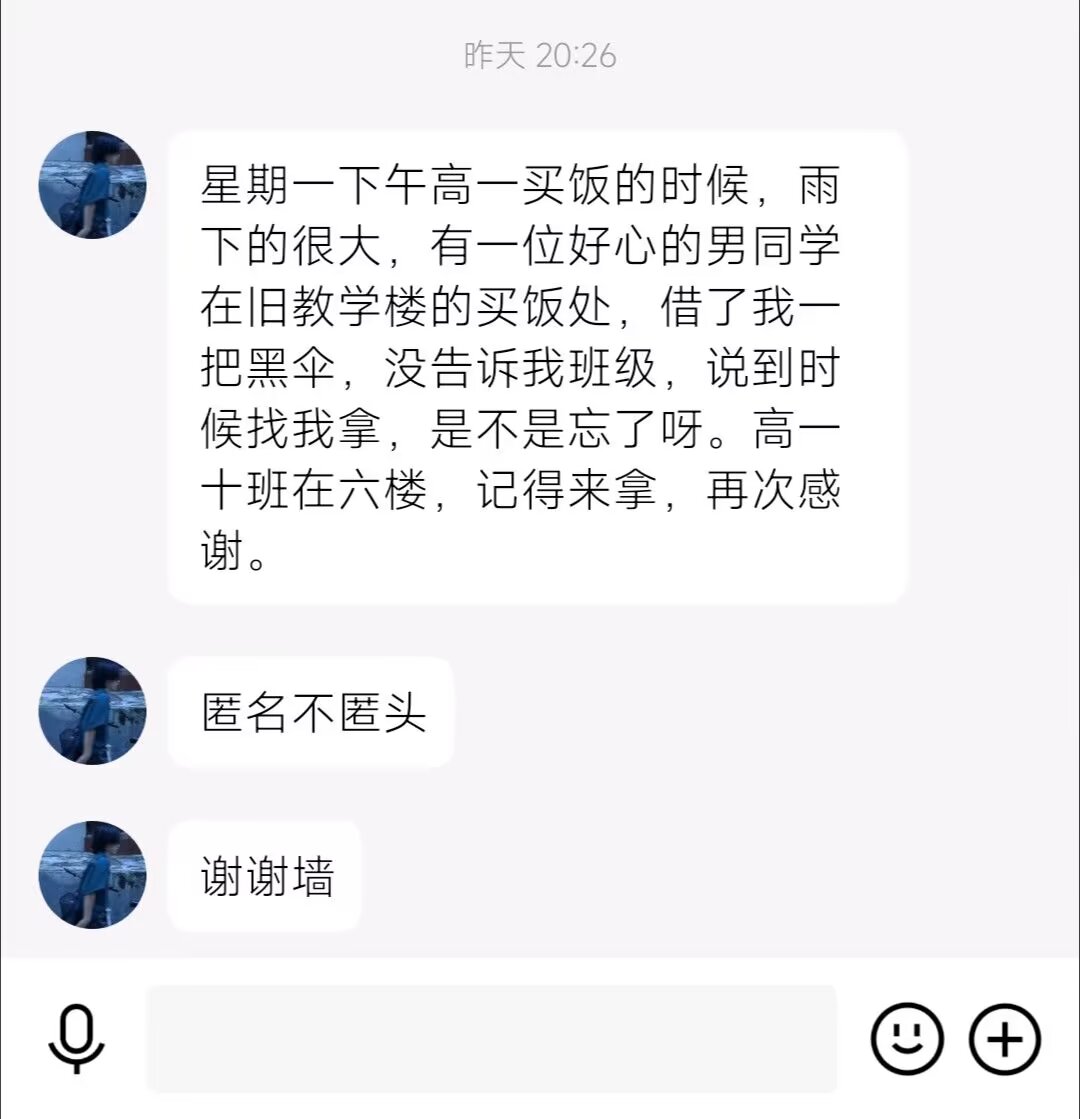 昨天 20:26
星期一下午高一买饭的时候，雨
下的很大，有一位好心的男同学
在旧教学楼的买饭处，借了我一
把黑伞，没告诉我班级，说到时
候找我拿，是不是忘了呀。高一
十班在六楼，记得来拿，再次感
谢。
匿名不匿头
谢谢墙